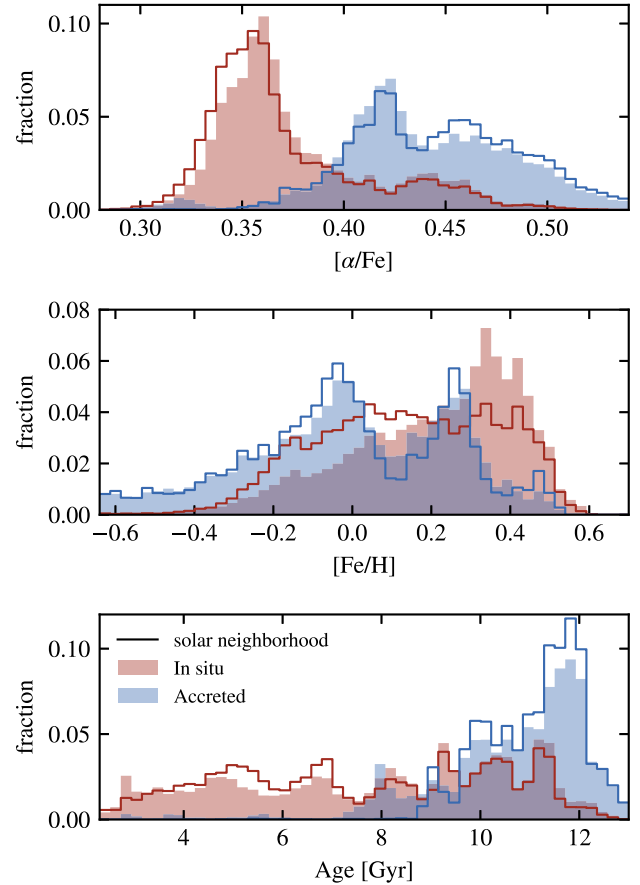 0.10
0.05
0.00
fraction
0.30 0.35 0.40 0.45 0.50
[α/Fe]
0.08
0.06
0.04
0.02
0.00
fraction
−0.6 −0.4 −0.2 0.0 0.2 0.4 0.6
[Fe/H]
0.10
0.05
0.00
fraction
solar neighborhood
In situ
Accreted
4 6 8 10 12
Age [Gyr]